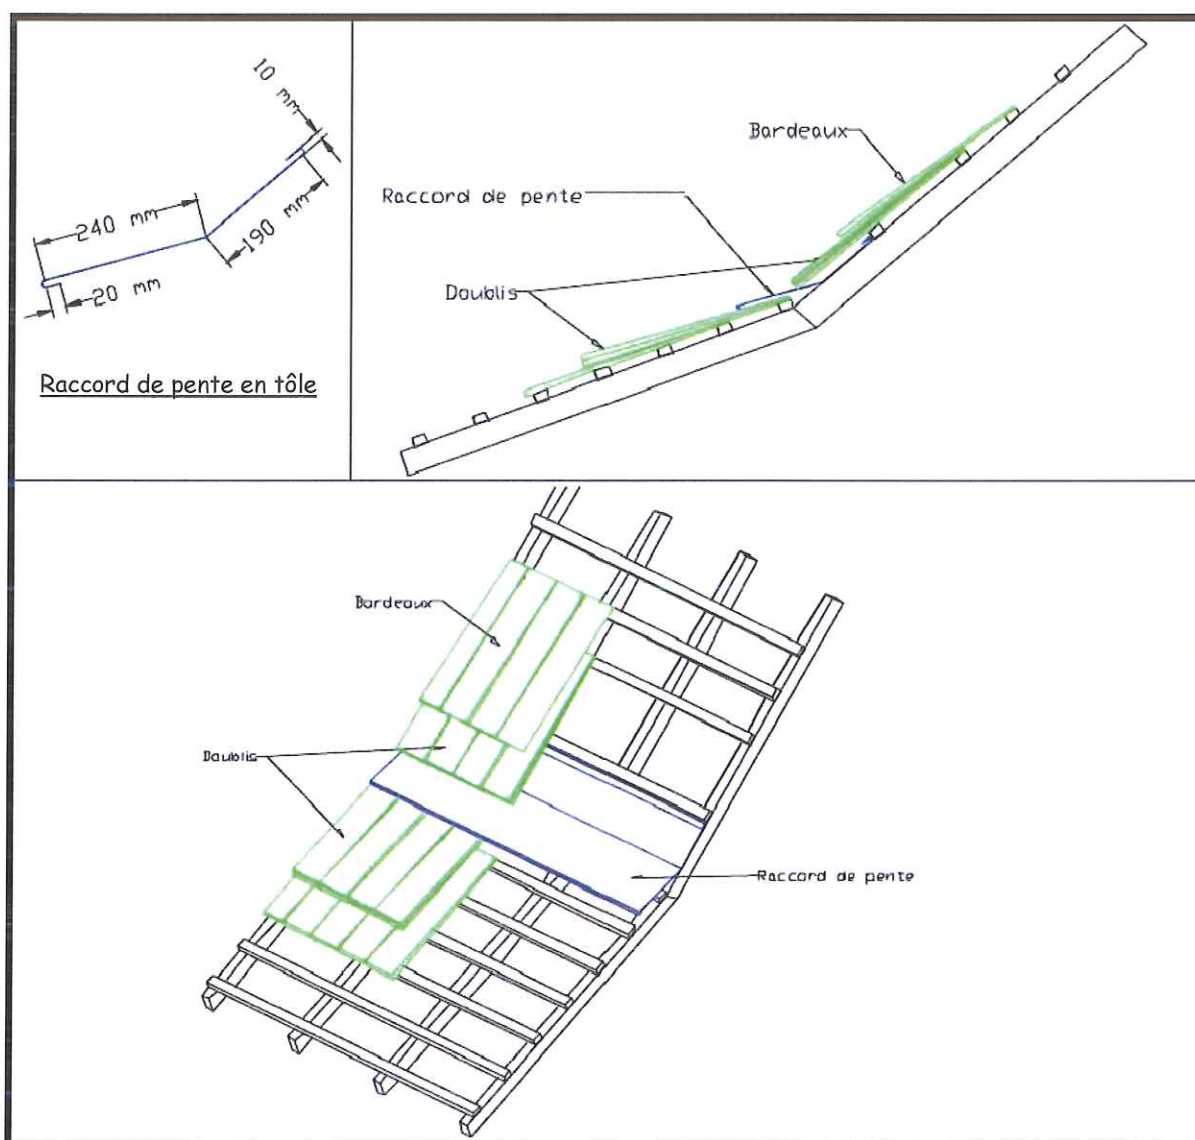 10 mm
240 mm
190 mm
20 mm
Raccord de pente en tôle
Bardeaux
Raccord de pente
Doublis
Bardeaux
Doublis
Raccord de pente